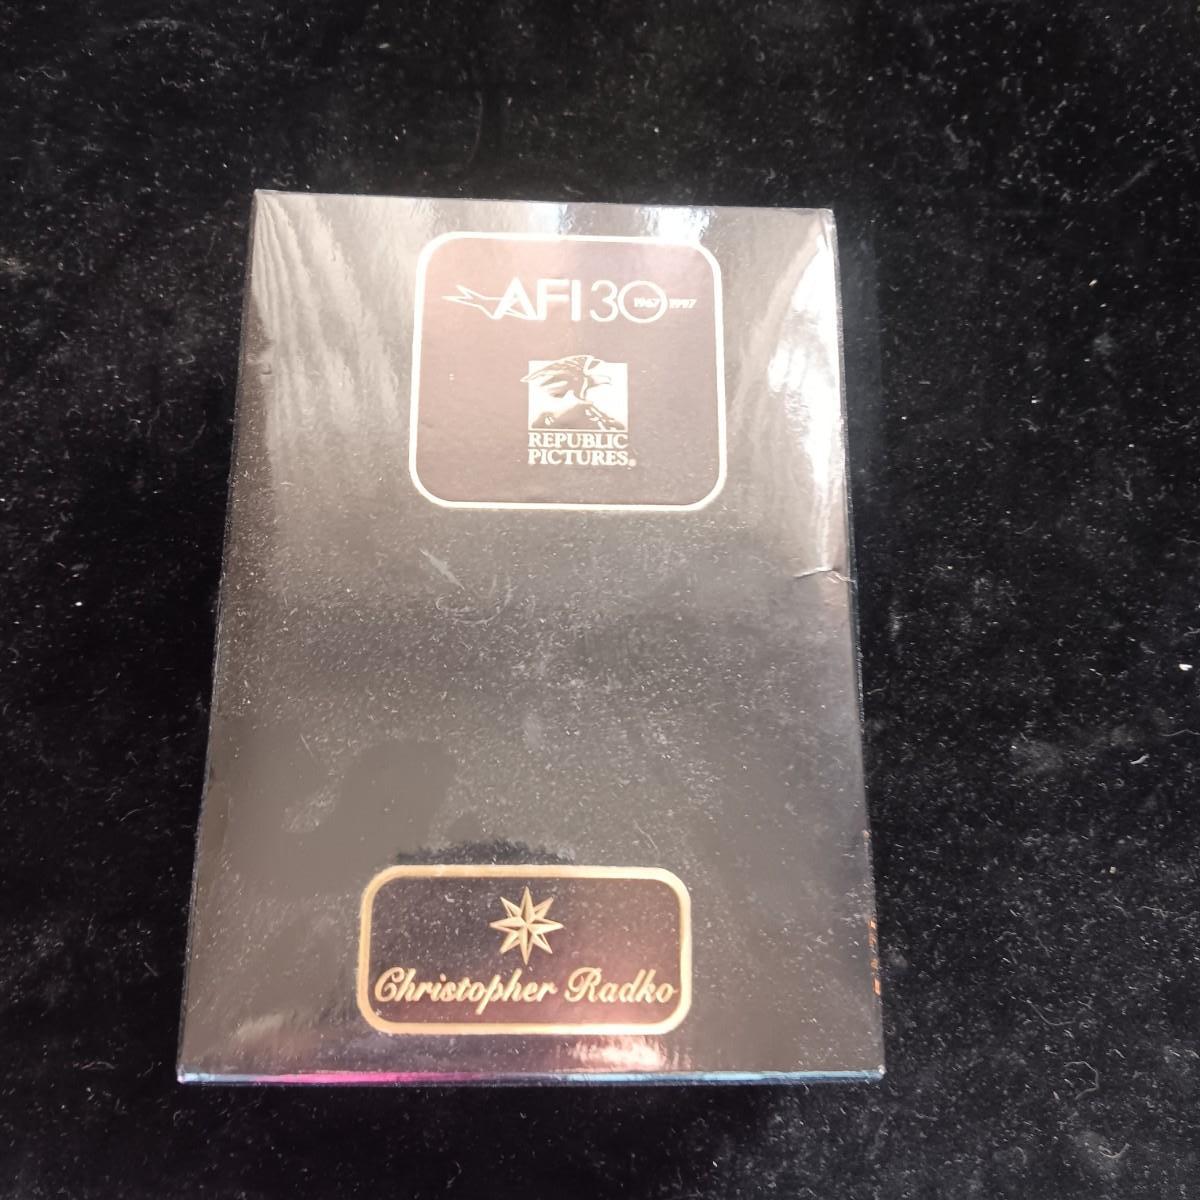 AFI 30 1967 1997
REPUBLIC
PICTURES®
Christopher Radko